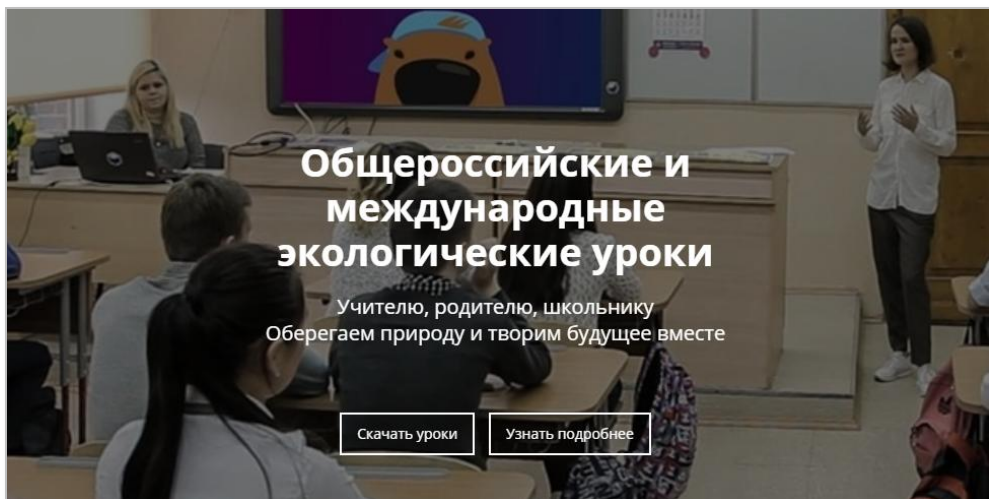 Общероссийские и
международные
экологические уроки
Учителю, родителю, школьнику
Оберегаем природу и творим будущее вместе
Скачать уроки
Узнать подробнее